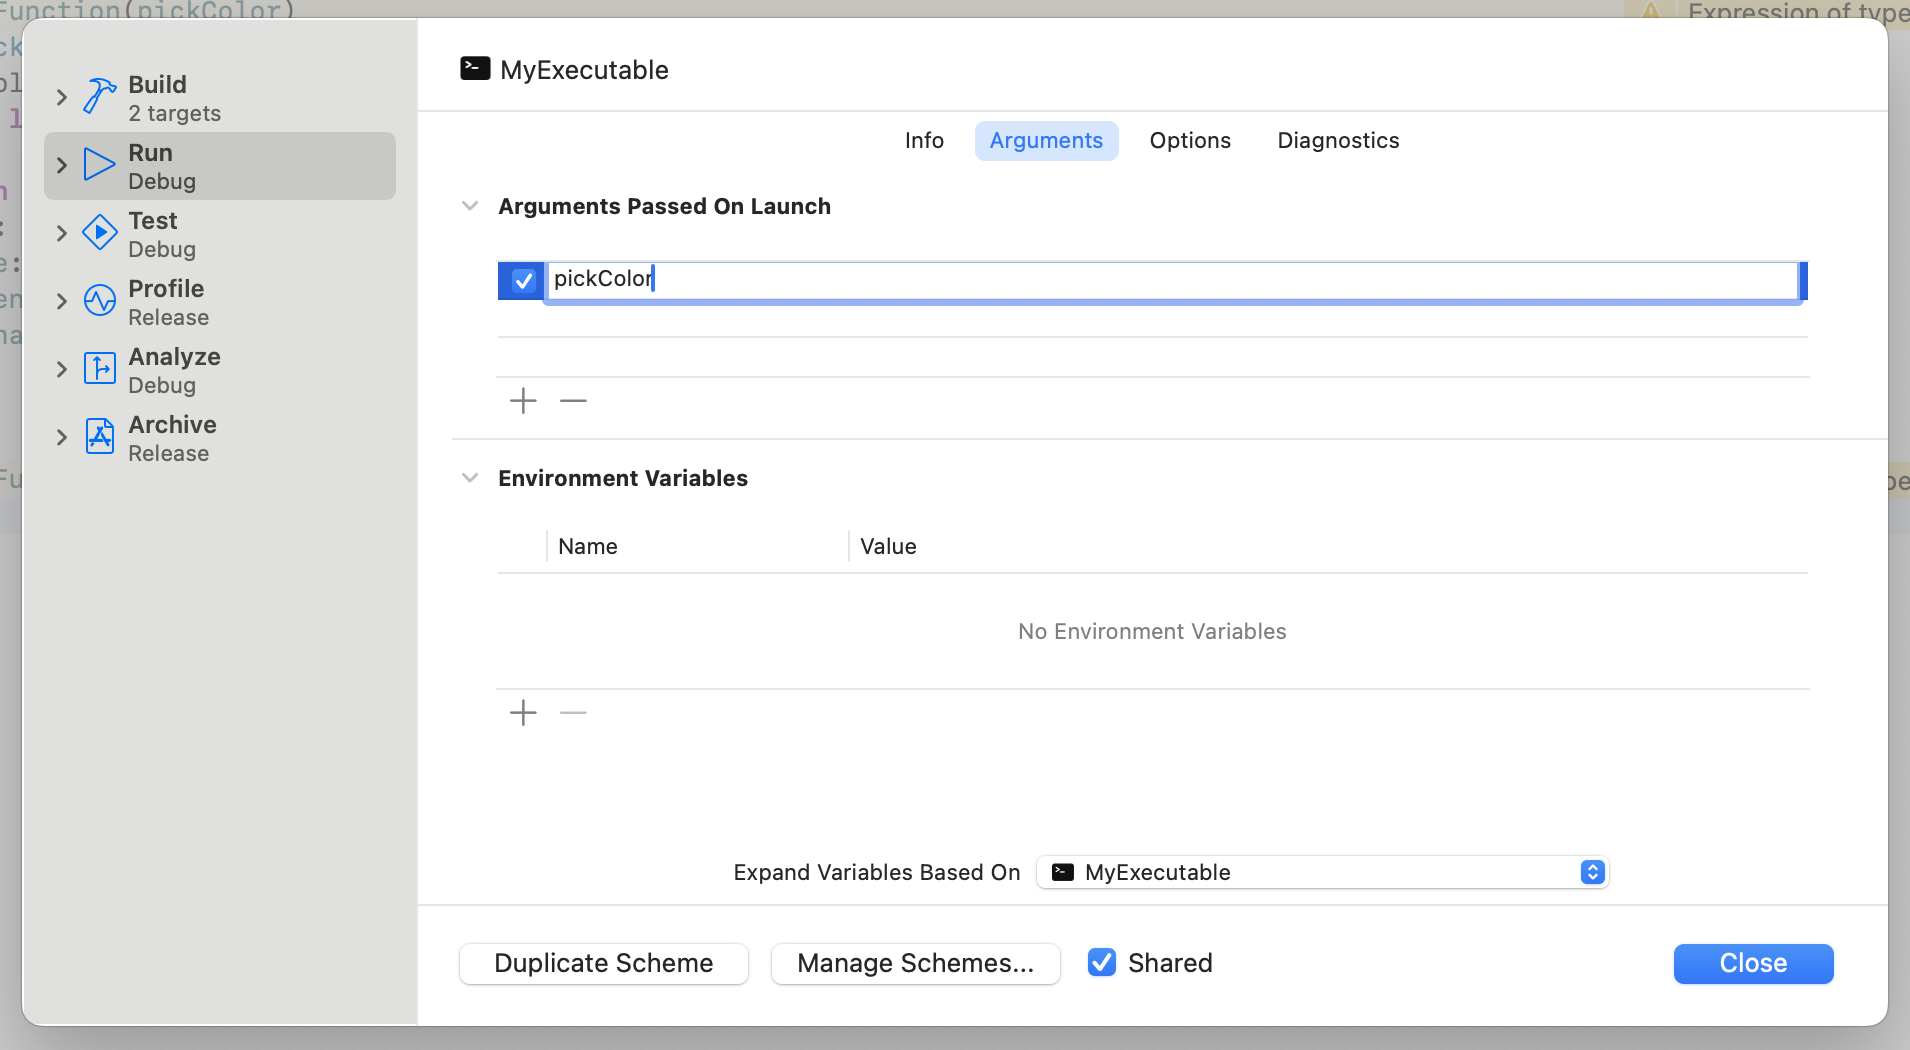 Function(pickColor)
Expression of type
MyExecutable
Build
2 targets
Run
Debug
Test
Debug
Profile
Release
Analyze
Debug
Archive
Release
Info
Arguments
Options
Diagnostics
Arguments Passed On Launch
pickColor
Environment Variables
Name
Value
No Environment Variables
Expand Variables Based On
MyExecutable
Duplicate Scheme
Manage Schemes...
Shared
Close